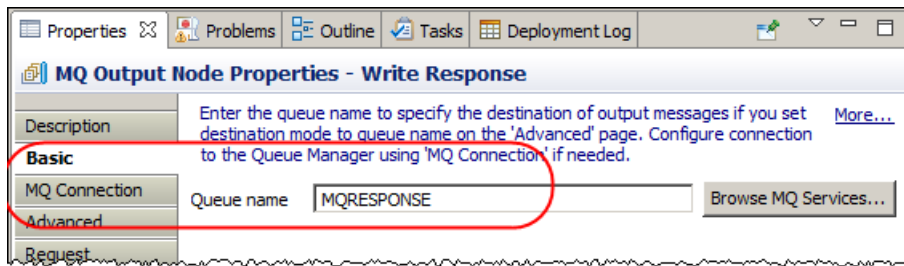 Properties Problems Outline Tasks Deployment Log
MQ Output Node Properties - Write Response
Description
Basic
MQ Connection
Advanced
Request
Enter the queue name to specify the destination of output messages if you set
destination mode to queue name on the 'Advanced' page. Configure connection
to the Queue Manager using 'MQ Connection' if needed.
More...
Queue name MQRESPONSE Browse MQ Services...